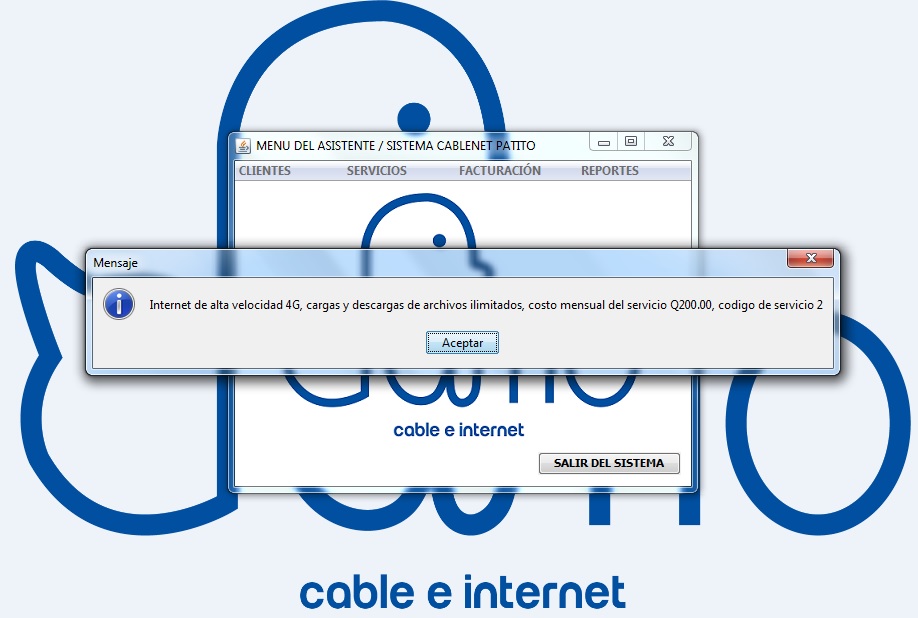 MENU DEL ASISTENTE / SISTEMA CABLENET PATITO
CLIENTES SERVICIOS FACTURACIÓN REPORTES
Mensaje
Internet de alta velocidad 4G, cargas y descargas de archivos ilimitados, costo mensual del servicio Q200.00, codigo de servicio 2
Aceptar
cable e internet
SALIR DEL SISTEMA
cable e internet